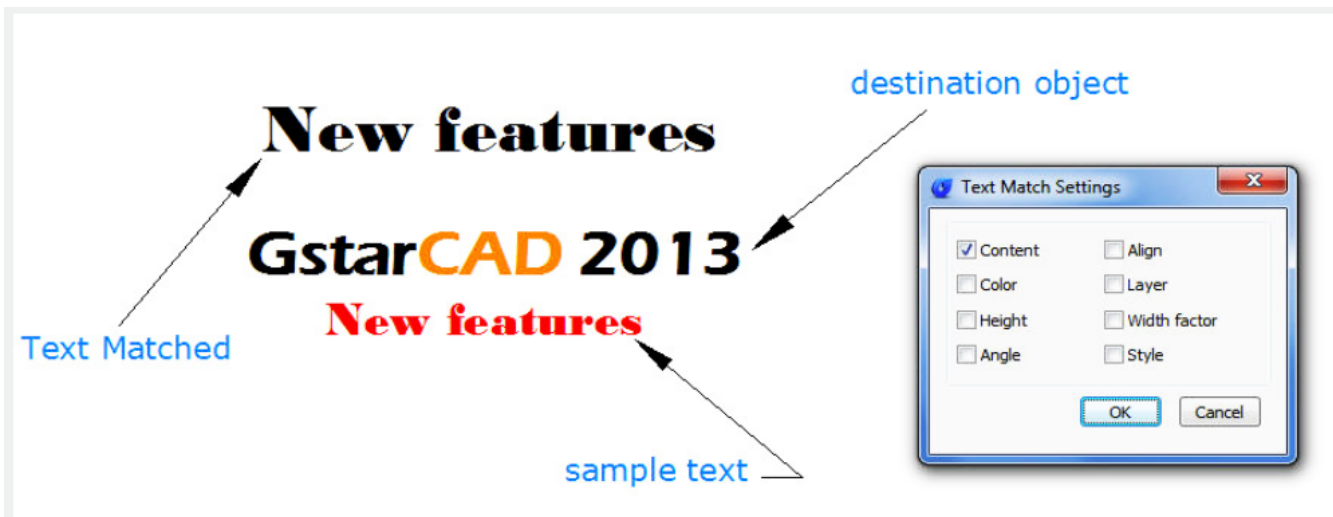 destination object
New features
GstarCAD 2013
New features
Text Matched
sample text
Text Match Settings
Content
Align
Color
Layer
Height
Width factor
Angle
Style
OK
Cancel